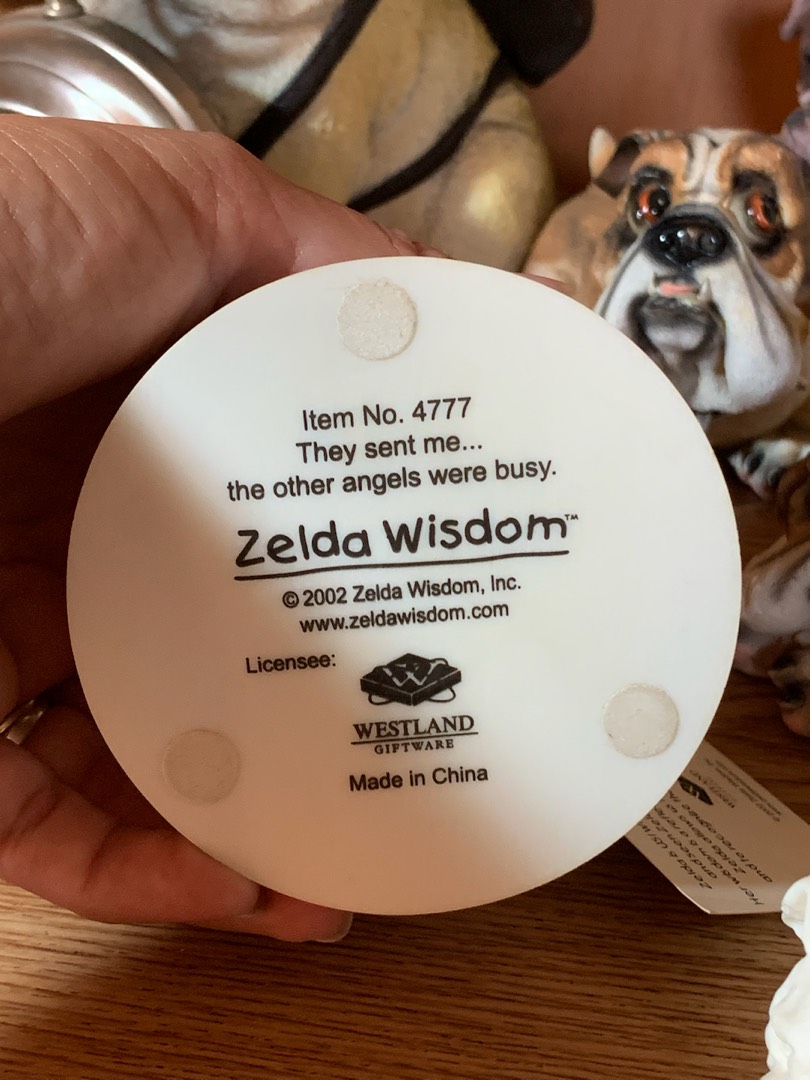 Item No. 4777
They sent me...
the other angels were busy.
Zelda Wisdom™
© 2002 Zelda Wisdom, Inc.
www.zeldawisdom.com
Licensee:
WESTLAND
GIFTWARE
Made in China